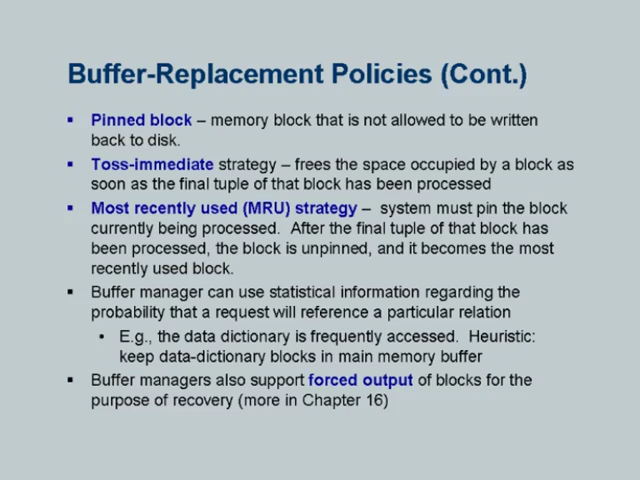 Buffer-Replacement Policies (Cont.)
▪ Pinned block – memory block that is not allowed to be written
back to disk.
▪ Toss-immediate strategy – frees the space occupied by a block as
soon as the final tuple of that block has been processed
▪ Most recently used (MRU) strategy – system must pin the block
currently being processed. After the final tuple of that block has
been processed, the block is unpinned, and it becomes the most
recently used block.
▪ Buffer manager can use statistical information regarding the
probability that a request will reference a particular relation
• E.g., the data dictionary is frequently accessed. Heuristic:
keep data-dictionary blocks in main memory buffer
▪ Buffer managers also support forced output of blocks for the
purpose of recovery (more in Chapter 16)